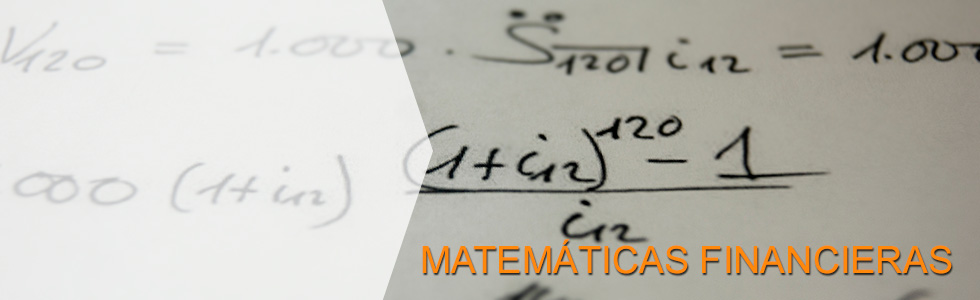 V₁₂₀ = 1.000 · S̈₁₂₀| i₁₂ = 1.000
000 (1+i₁₂) (1+i₁₂)¹²⁰ - 1
i₁₂
MATEMÁTICAS FINANCIERAS